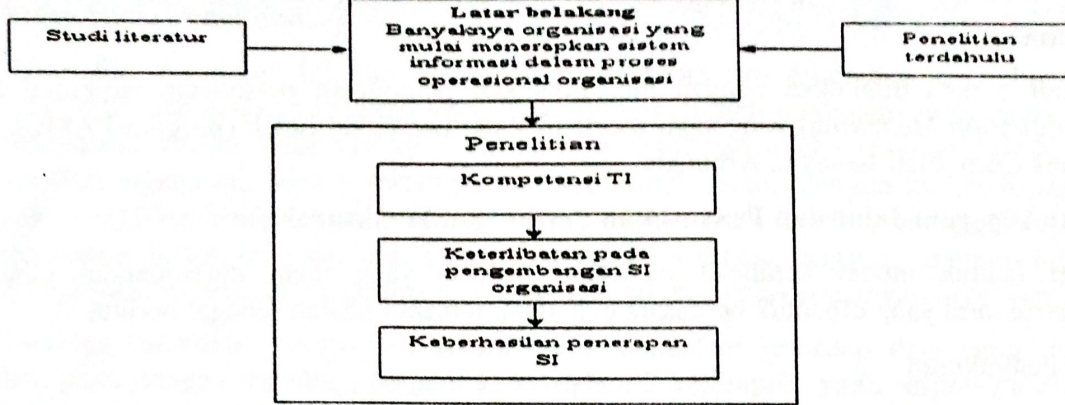 Studi literatur
Latar belakang
Banyaknya organisasi yang
mulai menerapkan sistem
informasi dalam proses
operasional organisasi
Penelitian
terdahulu
Penelitian
Kompetensi TI
Keterlibatan pada
pengembangan SI
organisasi
Keberhasilan penerapan
SI